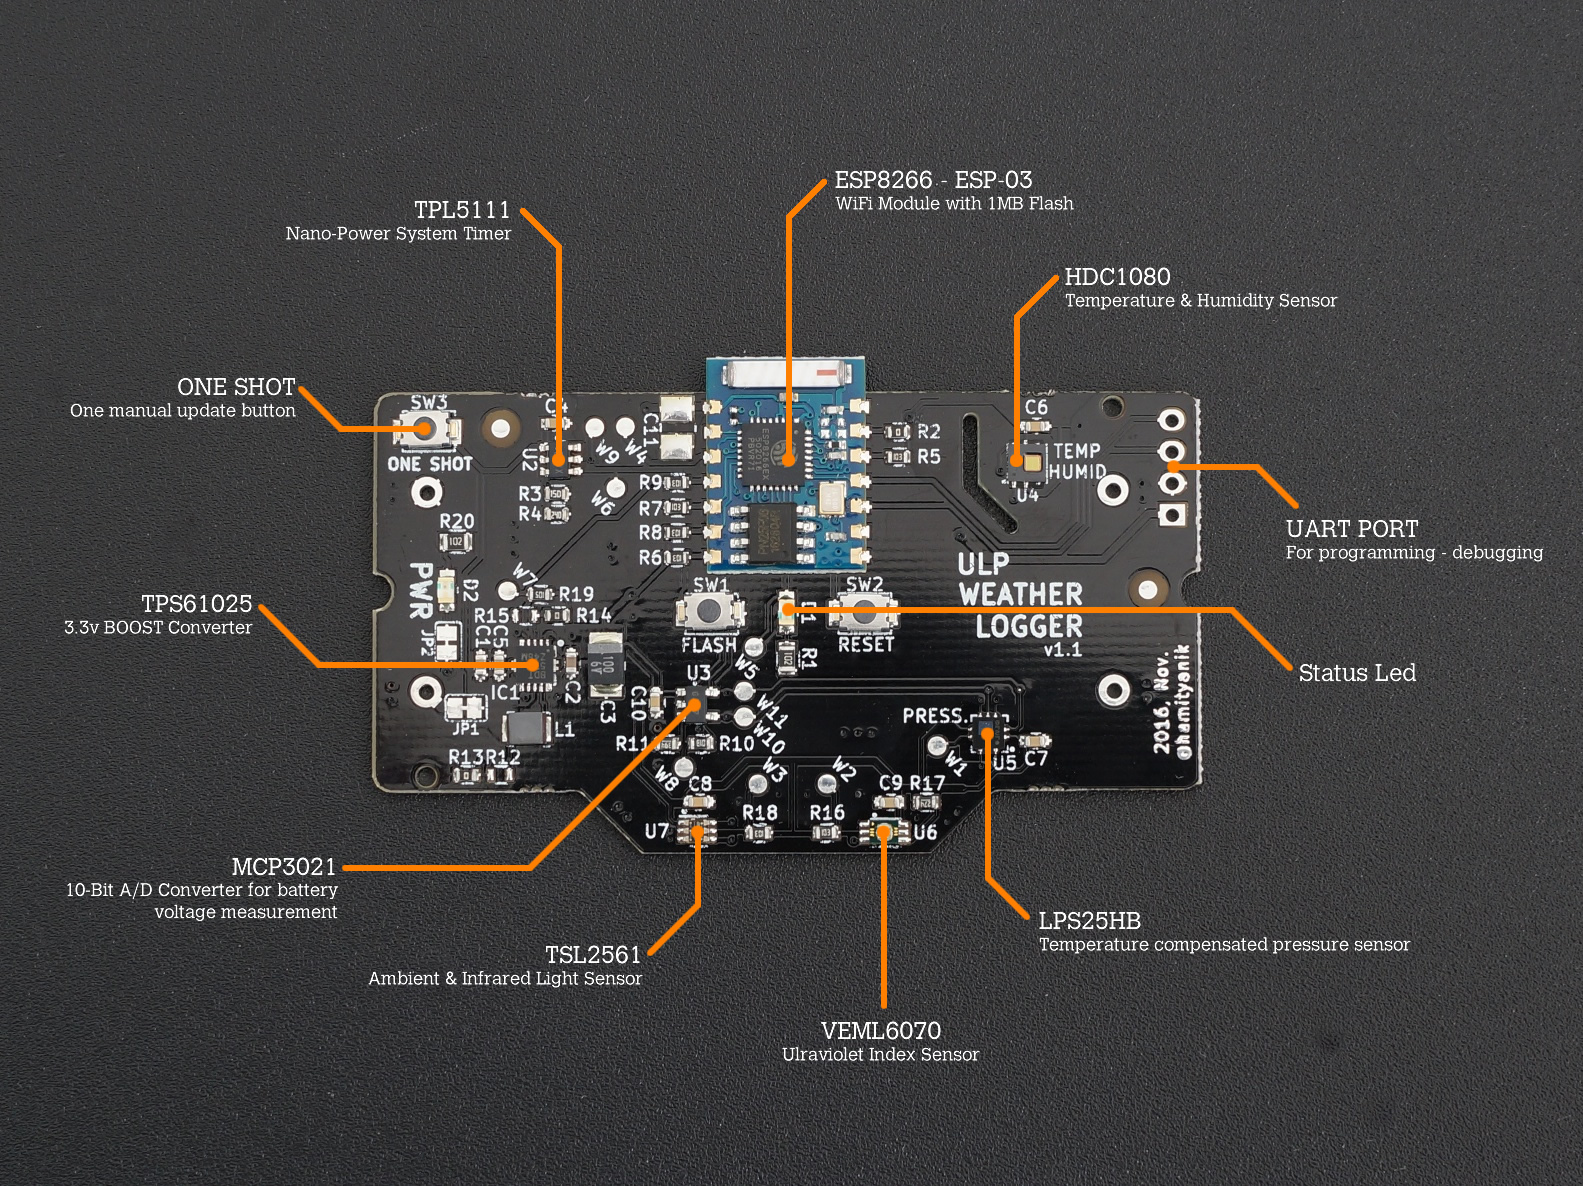 ESP8266 - ESP-03
WiFi Module with 1MB Flash
TPL5111
Nano-Power System Timer
HDC1080
Temperature & Humidity Sensor
ONE SHOT
One manual update button
UART PORT
For programming - debugging
TPS61025
3.3v BOOST Converter
Status Led
MCP3021
10-Bit A/D Converter for battery
voltage measurement
LPS25HB
Temperature compensated pressure sensor
TSL2561
Ambient & Infrared Light Sensor
VEML6070
Ulraviolet Index Sensor
SW3
ONE SHOT
C4
U2
W9
W4
C11
R3
R4
W6
R9
R7
R8
R6
R2
R5
C6
TEMP
HUMID
U4
R20
PWR
D2
W7
R19
R15
R14
JP2
C1
C5
IC1
C2
C3
JP1
L1
R13
R12
SW1
FLASH
SW2
RESET
R1
W5
ULP
WEATHER
LOGGER
v1.1
2016, Nov.
@hamityanik
U3
C10
W11
W10
R11
R10
W8
PRESS.
W1
U5
C7
C8
W3
W2
C9
R17
U7
R18
R16
U6